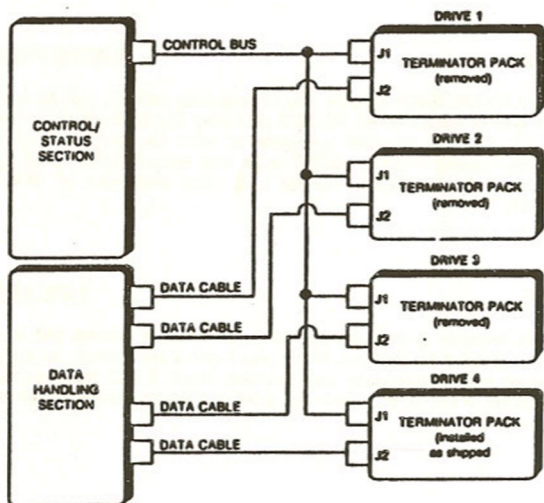 DRIVE 1
CONTROL BUS
J1
TERMINATOR PACK
(removed)
J2
CONTROL/
STATUS
SECTION
DRIVE 2
J1
TERMINATOR PACK
(removed)
J2
DRIVE 3
J1
TERMINATOR PACK
(removed)
J2
DATA CABLE
DATA CABLE
DATA
HANDLING
SECTION
DATA CABLE
DATA CABLE
DRIVE 4
J1
TERMINATOR PACK
(installed
as shipped
J2